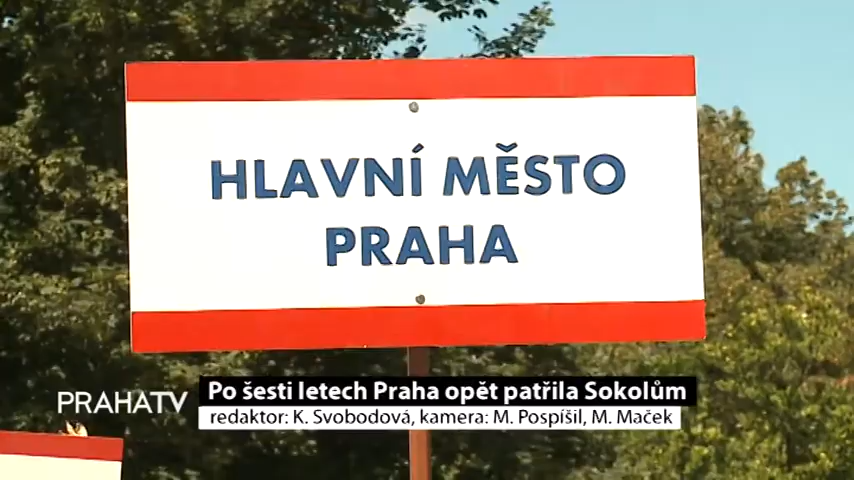 HLAVNÍ MĚSTO
PRAHA
PRAHATV
Po šesti letech Praha opět patřila Sokolům
redaktor: K. Svobodová, kamera: M. Pospíšil, M. Maček